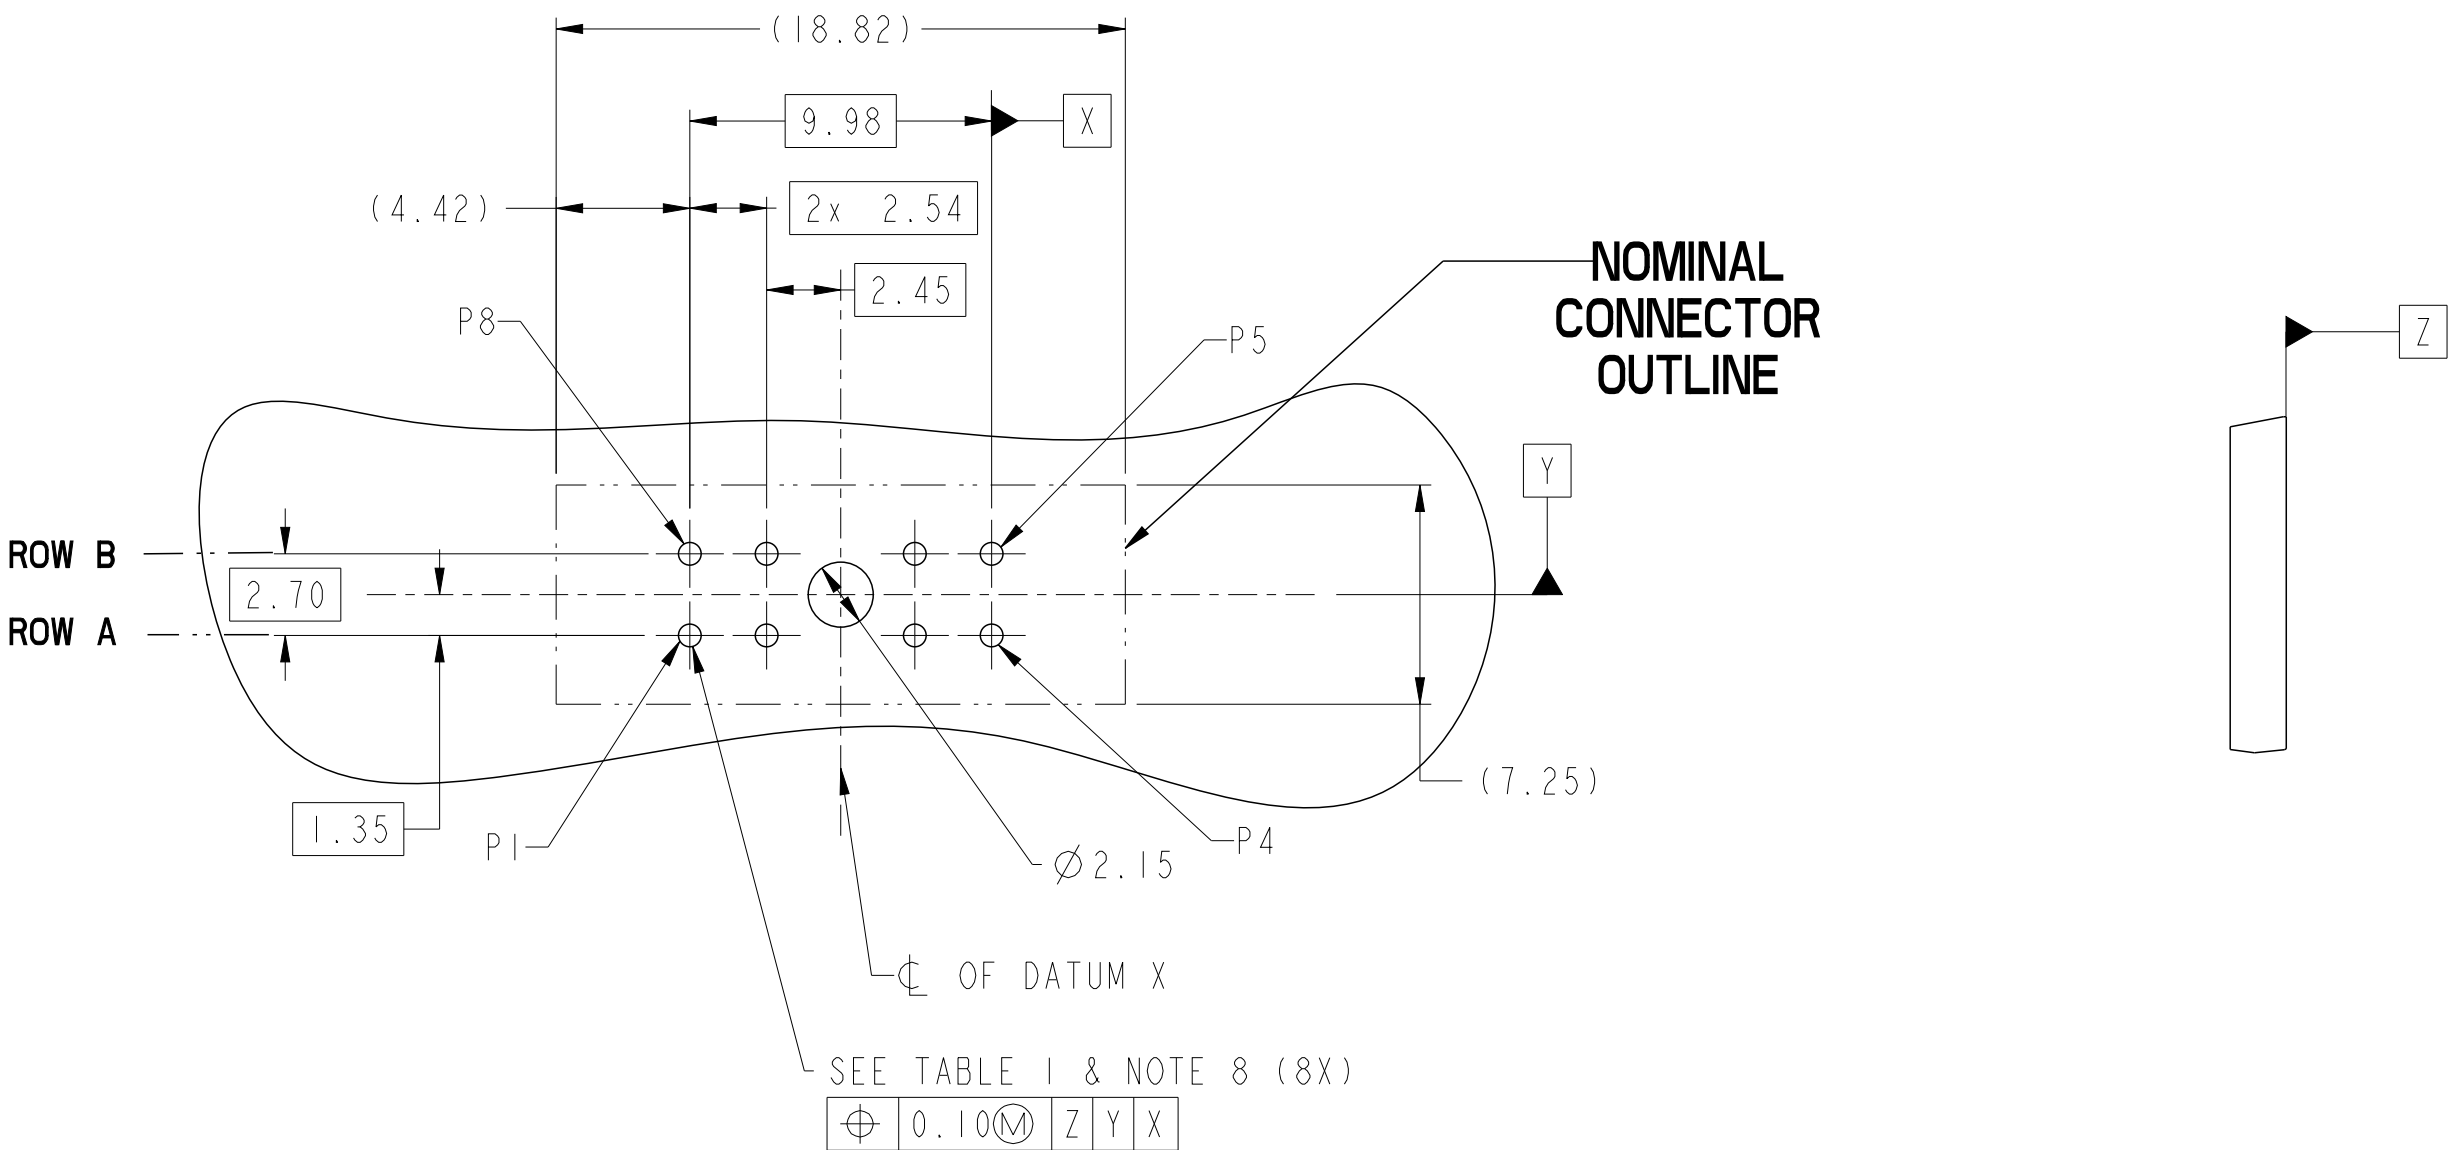 (18.82)
9.98
X
(4.42)
2x 2.54
2.45
P8
P5
NOMINAL
CONNECTOR
OUTLINE
Z
Y
ROW B
2.70
ROW A
(7.25)
1.35
P1
P4
Ø2.15
℄ OF DATUM X
SEE TABLE 1 & NOTE 8 (8X)
⌖ 0.10Ⓜ Z Y X